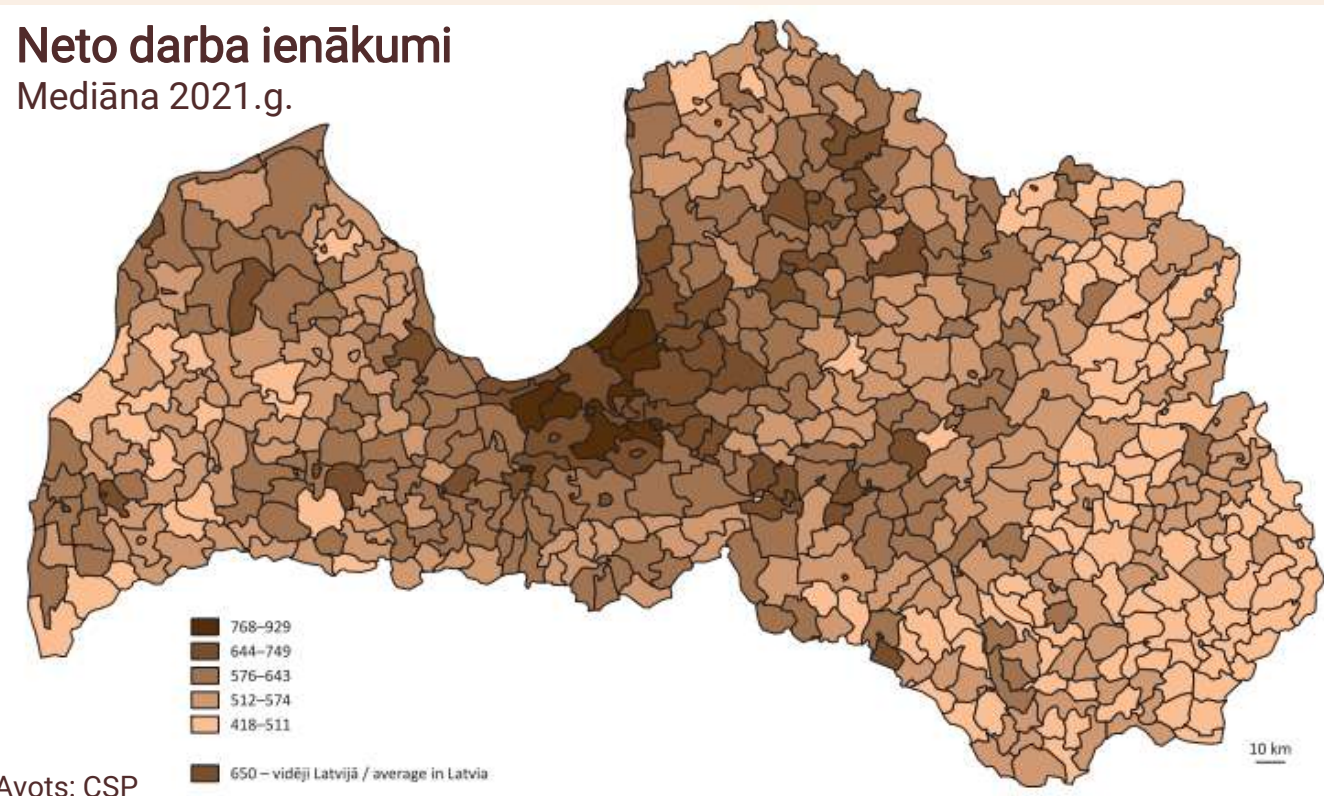 Neto darba ienākumi
Mediāna 2021.g.
768–929
644–749
576–643
512–574
418–511
650 – vidēji Latvijā / average in Latvia
10 km
Avots: CSP